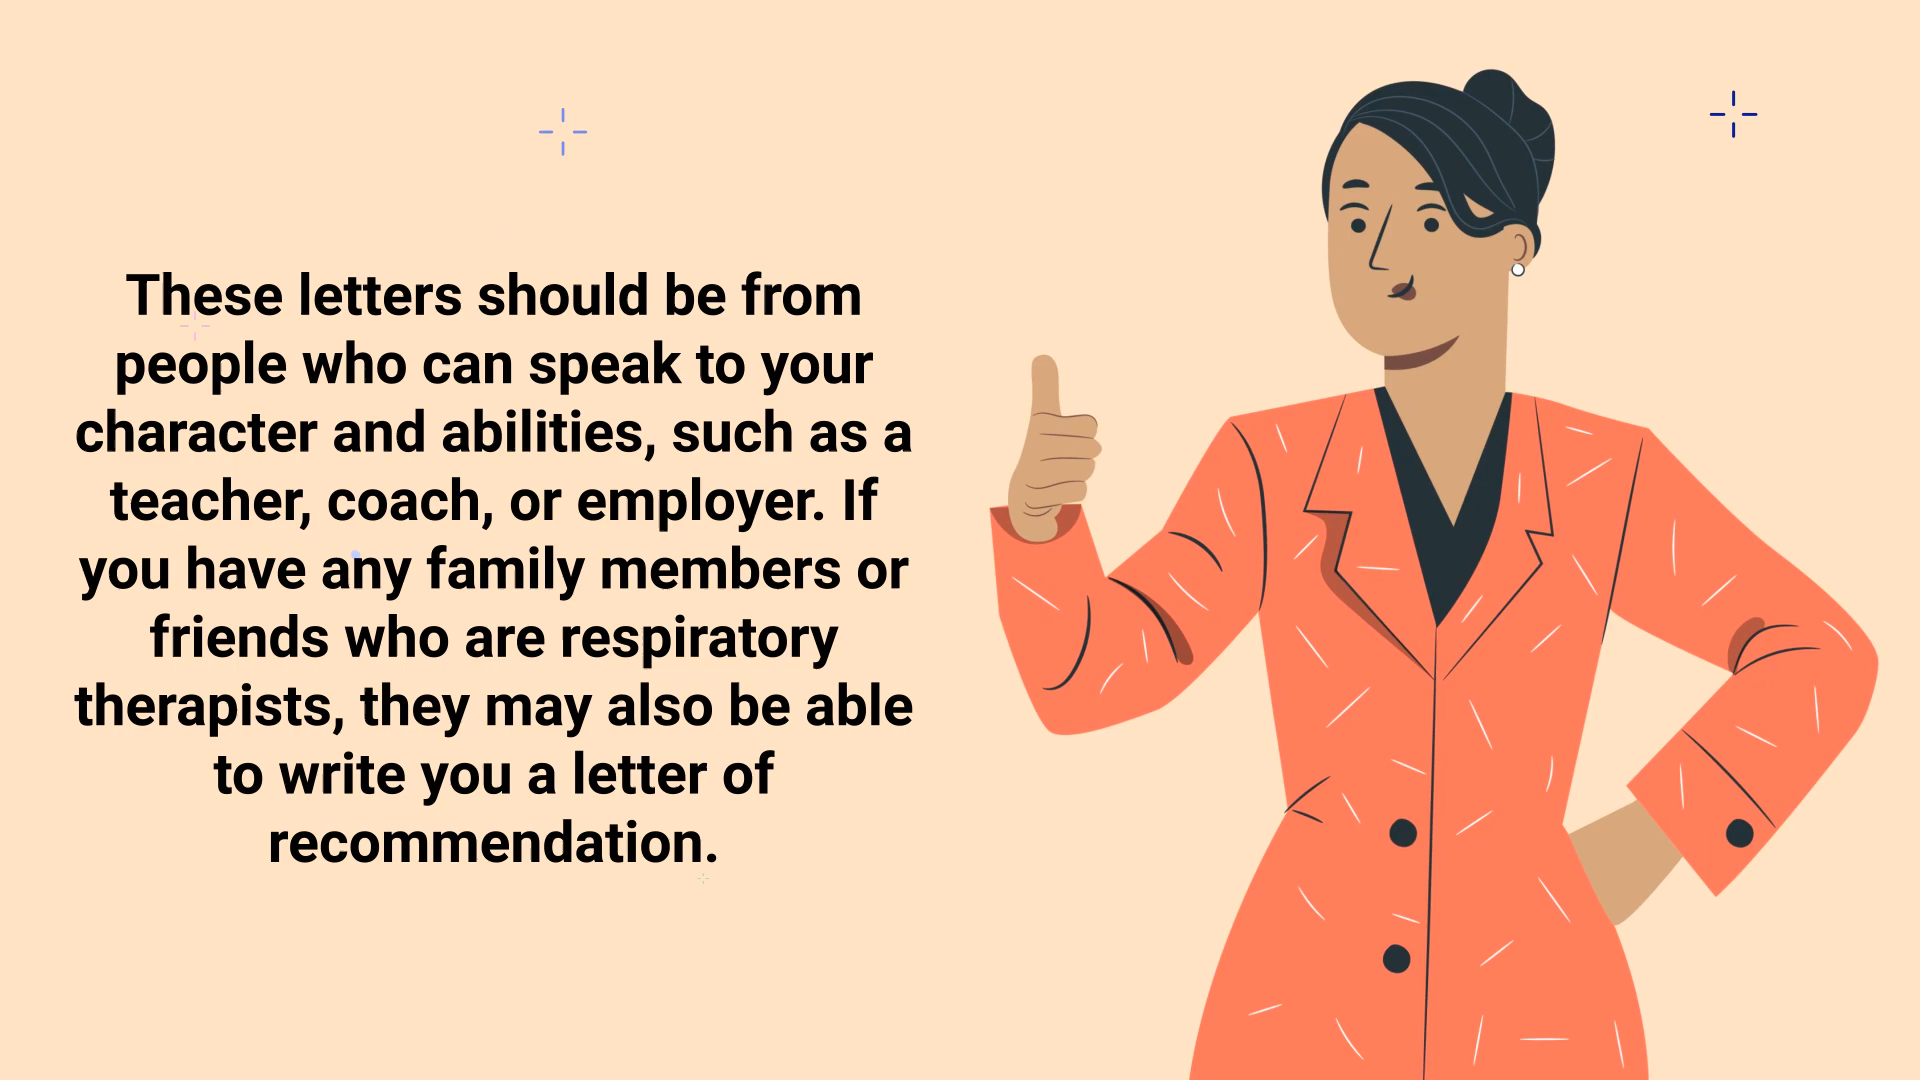 These letters should be from
people who can speak to your
character and abilities, such as a
teacher, coach, or employer. If
you have any family members or
friends who are respiratory
therapists, they may also be able
to write you a letter of
recommendation.